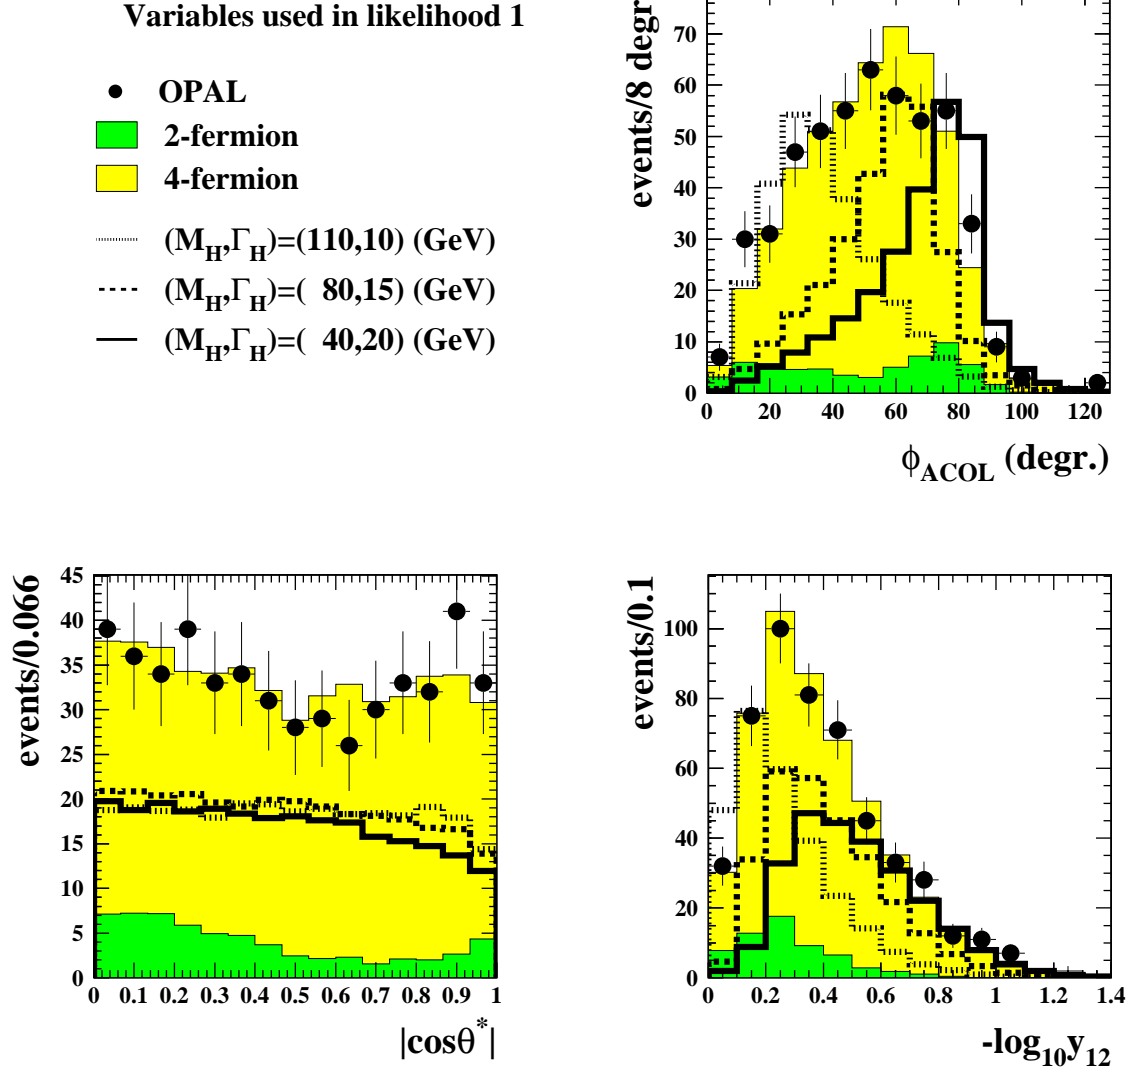 Variables used in likelihood 1
OPAL
2-fermion
4-fermion
(M_H,Γ_H)=(110,10) (GeV)
(M_H,Γ_H)=( 80,15) (GeV)
(M_H,Γ_H)=( 40,20) (GeV)
events/8 degr
70
60
50
40
30
20
10
0
0 20 40 60 80 100 120
ϕ_ACOL (degr.)
events/0.066
45
40
35
30
25
20
15
10
5
0
0 0.1 0.2 0.3 0.4 0.5 0.6 0.7 0.8 0.9 1
|cosθ*|
events/0.1
100
80
60
40
20
0
0 0.2 0.4 0.6 0.8 1 1.2 1.4
-log₁₀y₁₂